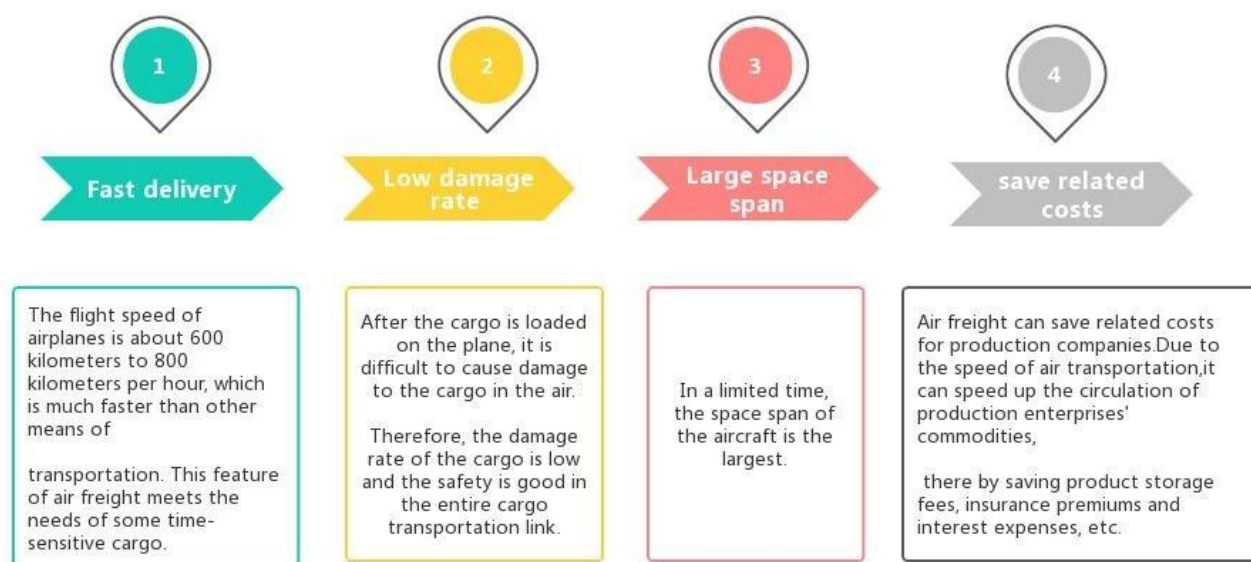 1
Fast delivery
The flight speed of
airplanes is about 600
kilometers to 800
kilometers per hour, which
is much faster than other
means of
transportation. This feature
of air freight meets the
needs of some time-
sensitive cargo.
2
Low damage
rate
After the cargo is loaded
on the plane, it is
difficult to cause damage
to the cargo in the air.
Therefore, the damage
rate of the cargo is low
and the safety is good in
the entire cargo
transportation link.
3
Large space
span
In a limited time,
the space span of
the aircraft is the
largest.
4
save related
costs
Air freight can save related costs
for production companies.Due to
the speed of air transportation,it
can speed up the circulation of
production enterprises'
commodities,
there by saving product storage
fees, insurance premiums and
interest expenses, etc.